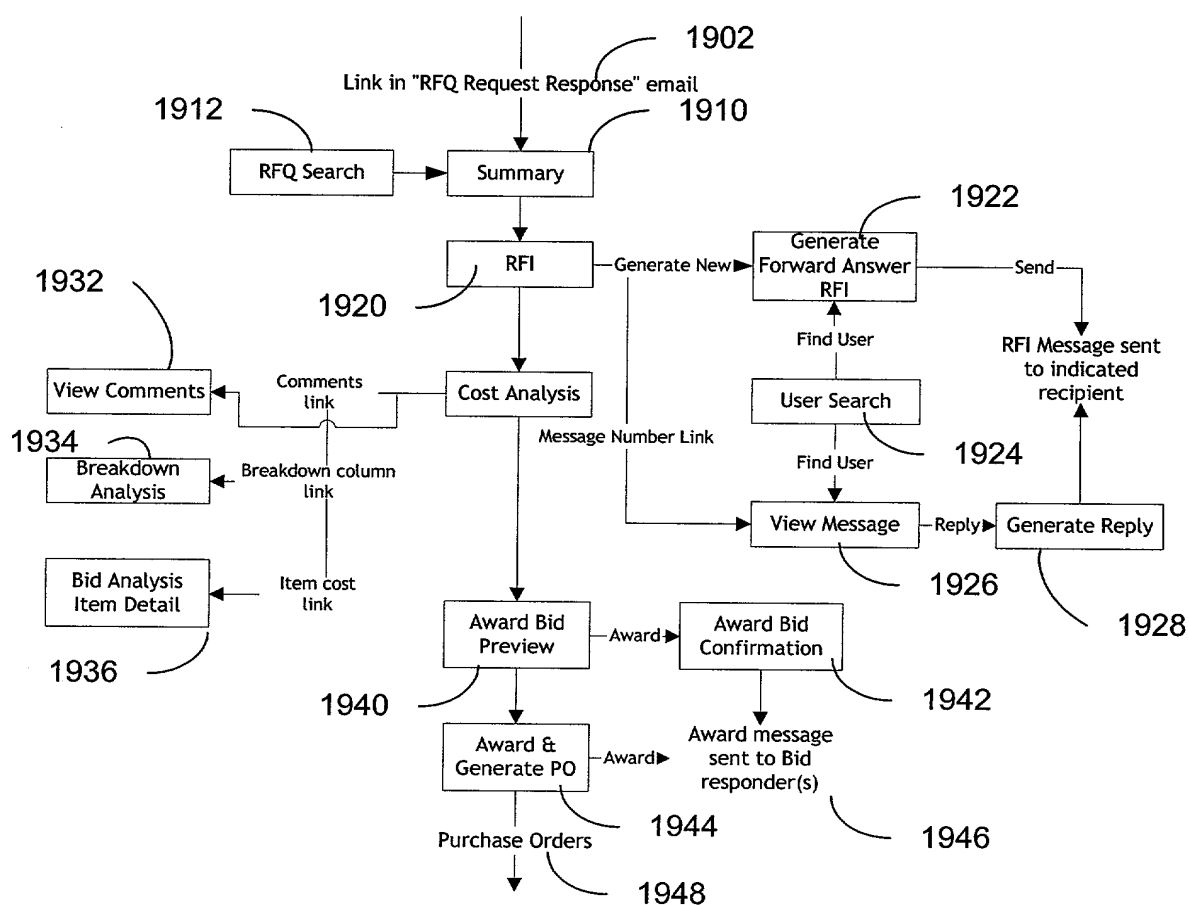 1902
Link in "RFQ Request Response" email
1912
1910
RFQ Search
Summary
1922
RFI
Generate New
Generate
Forward Answer
RFI
Send
1932
1920
Find User
RFI Message sent
to indicated
recipient
View Comments
Comments
link
Cost Analysis
User Search
1934
Message Number Link
1924
Breakdown
Analysis
Breakdown column
link
Find User
View Message
Reply
Generate Reply
Bid Analysis
Item Detail
Item cost
link
1926
1928
Award Bid
Preview
Award
Award Bid
Confirmation
1936
1940
1942
Award &
Generate PO
Award
Award message
sent to Bid
responder(s)
1944
1946
Purchase Orders
1948